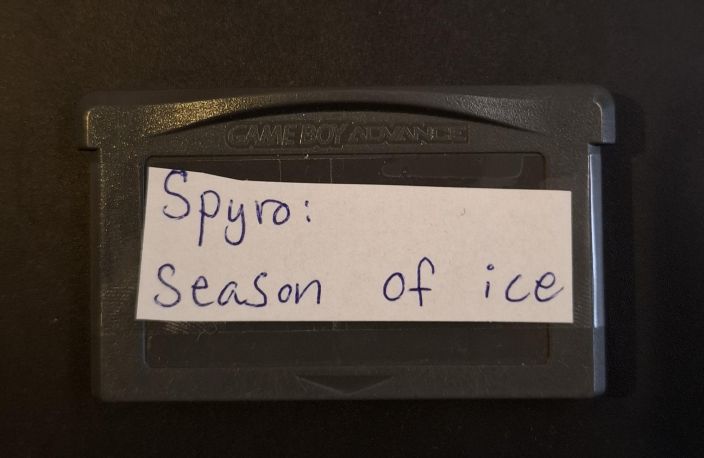 GAME BOY ADVANCE
Spyro:
Season of ice